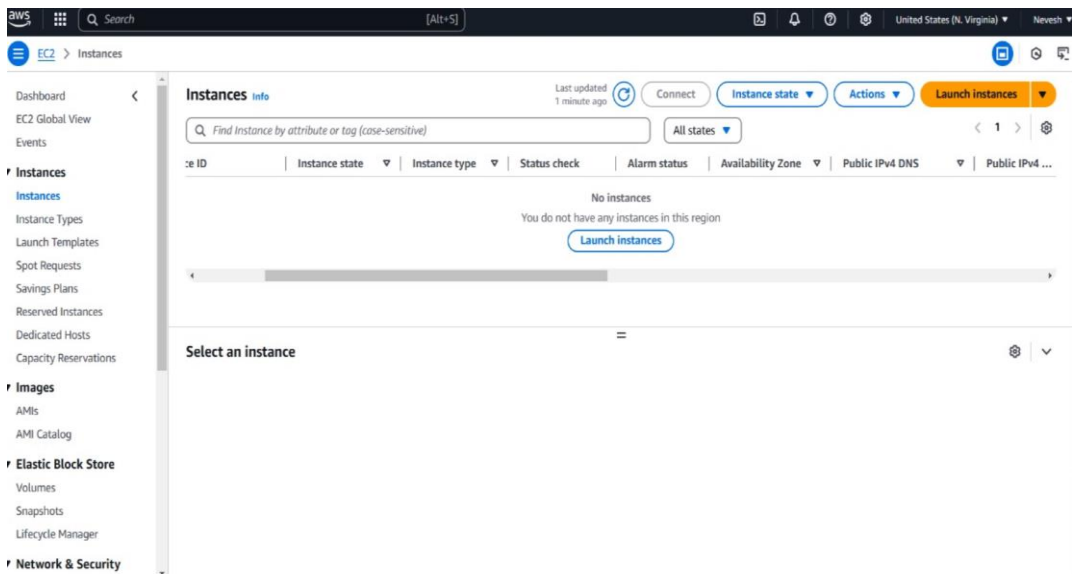 aws Search [Alt+S] United States (N. Virginia) Nevesh
EC2 > Instances
Dashboard
EC2 Global View
Events
Instances
Instances
Instance Types
Launch Templates
Spot Requests
Savings Plans
Reserved Instances
Dedicated Hosts
Capacity Reservations
Images
AMIs
AMI Catalog
Elastic Block Store
Volumes
Snapshots
Lifecycle Manager
Network & Security
Instances Info
Last updated
1 minute ago
Connect Instance state Actions Launch instances
Find Instance by attribute or tag (case-sensitive) All states 1
ce ID Instance state Instance type Status check Alarm status Availability Zone Public IPv4 DNS Public IPv4 ...
No instances
You do not have any instances in this region
Launch instances
Select an instance